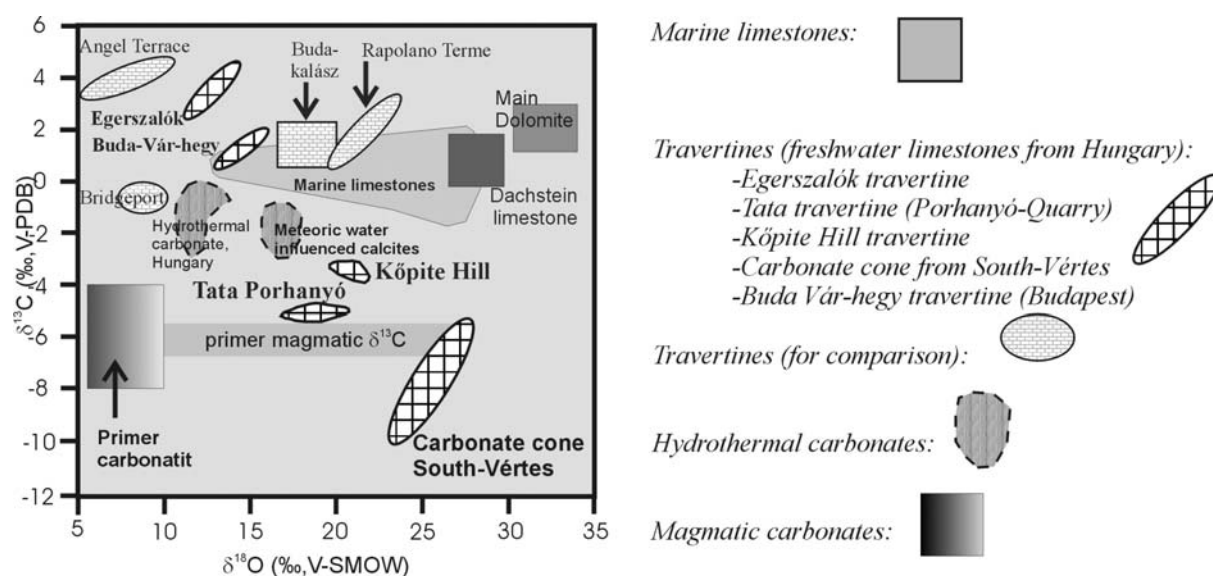 6
4
2
0
-2
-4
-6
-8
-10
-12
δ¹³C (‰,V-PDB)
Angel Terrace
Buda-
kalász
Rapolano Terme
Egerszalók
Buda-Vár-hegy
Main
Dolomite
Marine limestones
Dachstein
limestone
Bridgeport
Hydrothermal
carbonate,
Hungary
Meteoric water
influenced calcites
Kőpite Hill
Tata Porhanyó
primer magmatic δ¹³C
Primer
carbonatit
Carbonate cone
South-Vértes
5
10
15
20
25
30
35
δ¹⁸O (‰,V-SMOW)
Marine limestones:
Travertines (freshwater limestones from Hungary):
-Egerszalók travertine
-Tata travertine (Porhanyó-Quarry)
-Kőpite Hill travertine
-Carbonate cone from South-Vértes
-Buda Vár-hegy travertine (Budapest)
Travertines (for comparison):
Hydrothermal carbonates:
Magmatic carbonates: